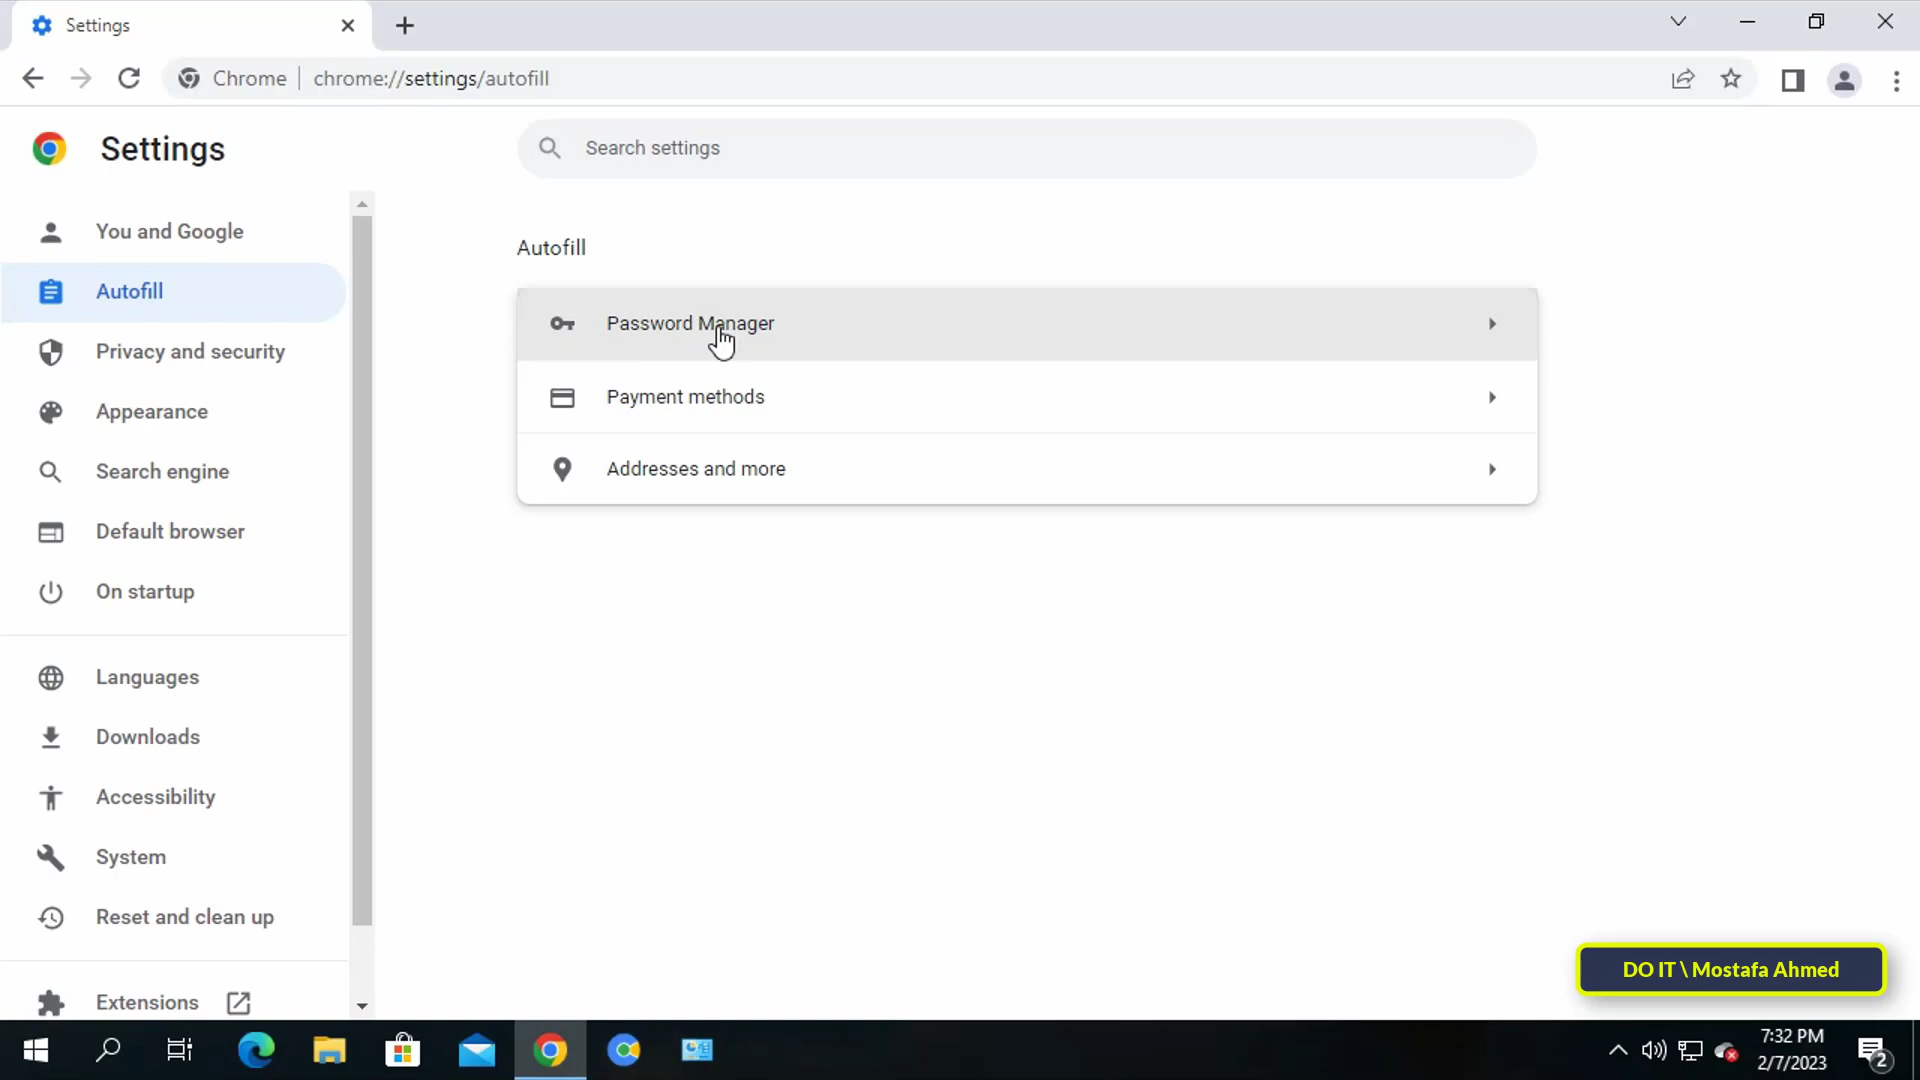 Settings
Chrome
chrome://settings/autofill
Settings
Search settings
You and Google
Autofill
Privacy and security
Appearance
Search engine
Default browser
On startup
Languages
Downloads
Accessibility
System
Reset and clean up
Extensions
Autofill
Password Manager
Payment methods
Addresses and more
DO IT \ Mostafa Ahmed
7:32 PM
2/7/2023
2